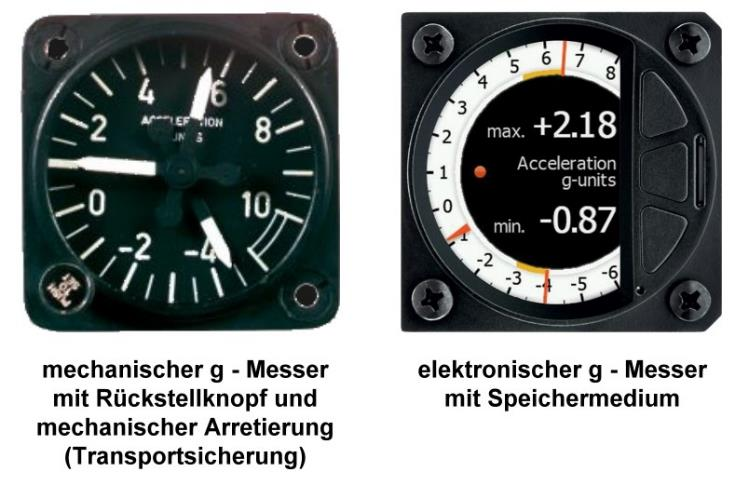 4 6
ACCELERATION
UNITS
2 8
0 10
-2 -4
PUSH
TO
5 6 7
4 8
3
2 max. +2.18
Acceleration
1 g-units
0
min. -0.87
-1
-2 -6
-3 -4 -5
mechanischer g - Messer
mit Rückstellknopf und
mechanischer Arretierung
(Transportsicherung)
elektronischer g - Messer
mit Speichermedium